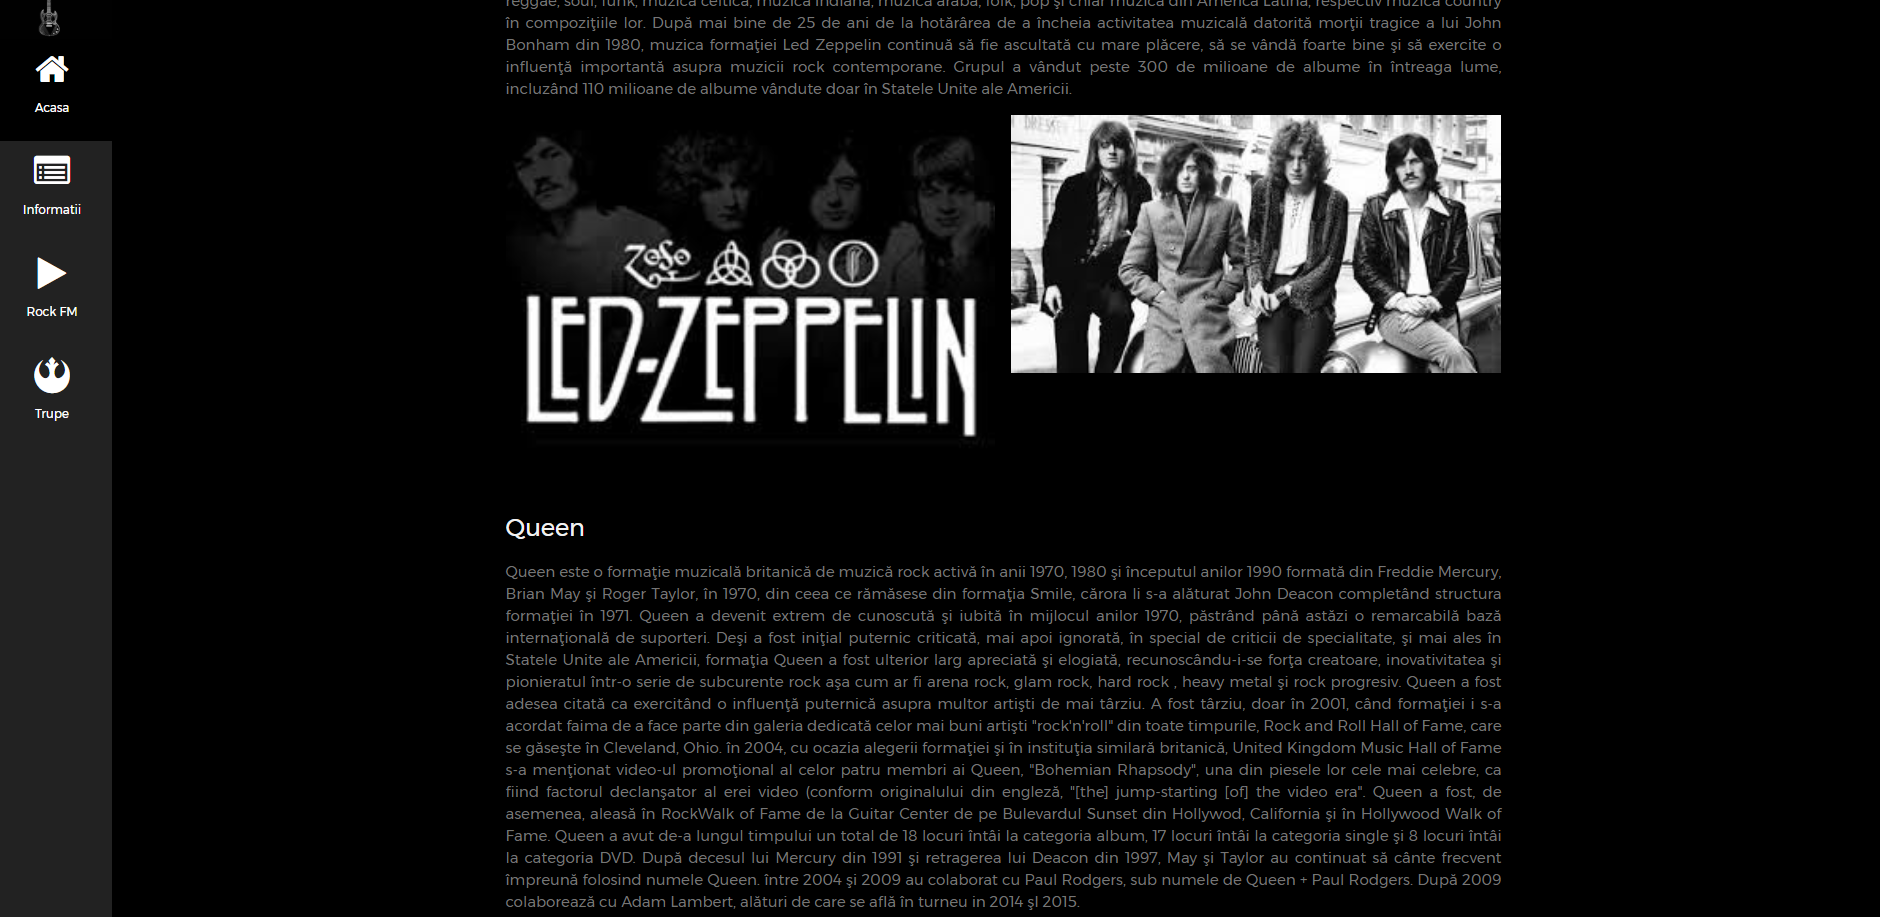 reggae, soul, funk, muzica celtică, muzica indiană, muzica arabă, folk, pop şi chiar muzica din America Latină, respectiv muzica country
în compoziţiile lor. După mai bine de 25 de ani de la hotărârea de a încheia activitatea muzicală datorită morţii tragice a lui John
Bonham din 1980, muzica formaţiei Led Zeppelin continuă să fie ascultată cu mare plăcere, să se vândă foarte bine şi să exercite o
influenţă importantă asupra muzicii rock contemporane. Grupul a vândut peste 300 de milioane de albume în întreaga lume,
incluzând 110 milioane de albume vândute doar în Statele Unite ale Americii.
Acasa
Informatii
Rock FM
Trupe
ZoSo
LED-ZEPPELIN
Queen
Queen este o formaţie muzicală britanică de muzică rock activă în anii 1970, 1980 şi începutul anilor 1990 formată din Freddie Mercury,
Brian May şi Roger Taylor, în 1970, din ceea ce rămăsese din formaţia Smile, cărora li s-a alăturat John Deacon completând structura
formaţiei în 1971. Queen a devenit extrem de cunoscută şi iubită în mijlocul anilor 1970, păstrând până astăzi o remarcabilă bază
internaţională de suporteri. Deşi a fost iniţial puternic criticată, mai apoi ignorată, în special de criticii de specialitate, şi mai ales în
Statele Unite ale Americii, formaţia Queen a fost ulterior larg apreciată şi elogiată, recunoscându-i-se forţa creatoare, inovativitatea şi
pionieratul într-o serie de subcurente rock aşa cum ar fi arena rock, glam rock, hard rock , heavy metal şi rock progresiv. Queen a fost
adesea citată ca exercitând o influenţă puternică asupra multor artişti de mai târziu. A fost târziu, doar în 2001, când formaţiei i s-a
acordat faima de a face parte din galeria dedicată celor mai buni artişti "rock'n'roll" din toate timpurile, Rock and Roll Hall of Fame, care
se găseşte în Cleveland, Ohio. în 2004, cu ocazia alegerii formaţiei şi în instituţia similară britanică, United Kingdom Music Hall of Fame
s-a menţionat video-ul promoţional al celor patru membri ai Queen, "Bohemian Rhapsody", una din piesele lor cele mai celebre, ca
fiind factorul declanşator al erei video (conform originalului din engleză, "[the] jump-starting [of] the video era". Queen a fost, de
asemenea, aleasă în RockWalk of Fame de la Guitar Center de pe Bulevardul Sunset din Hollywod, California şi în Hollywood Walk of
Fame. Queen a avut de-a lungul timpului un total de 18 locuri întâi la categoria album, 17 locuri întâi la categoria single şi 8 locuri întâi
la categoria DVD. După decesul lui Mercury din 1991 şi retragerea lui Deacon din 1997, May şi Taylor au continuat să cânte frecvent
împreună folosind numele Queen. între 2004 şi 2009 au colaborat cu Paul Rodgers, sub numele de Queen + Paul Rodgers. După 2009
colaborează cu Adam Lambert, alături de care se află în turneu in 2014 şI 2015.